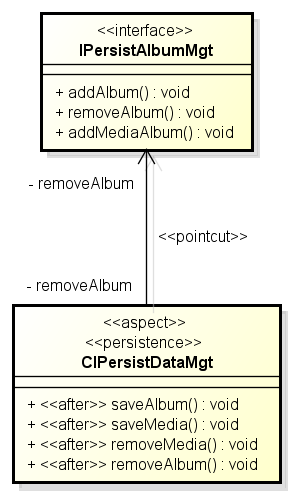 <<interface>>
IPersistAlbumMgt
+ addAlbum() : void
+ removeAlbum() : void
+ addMediaAlbum() : void
- removeAlbum
<<pointcut>>
- removeAlbum
<<aspect>>
<<persistence>>
CIPersistDataMgt
+ <<after>> saveAlbum() : void
+ <<after>> saveMedia() : void
+ <<after>> removeMedia() : void
+ <<after>> removeAlbum() : void